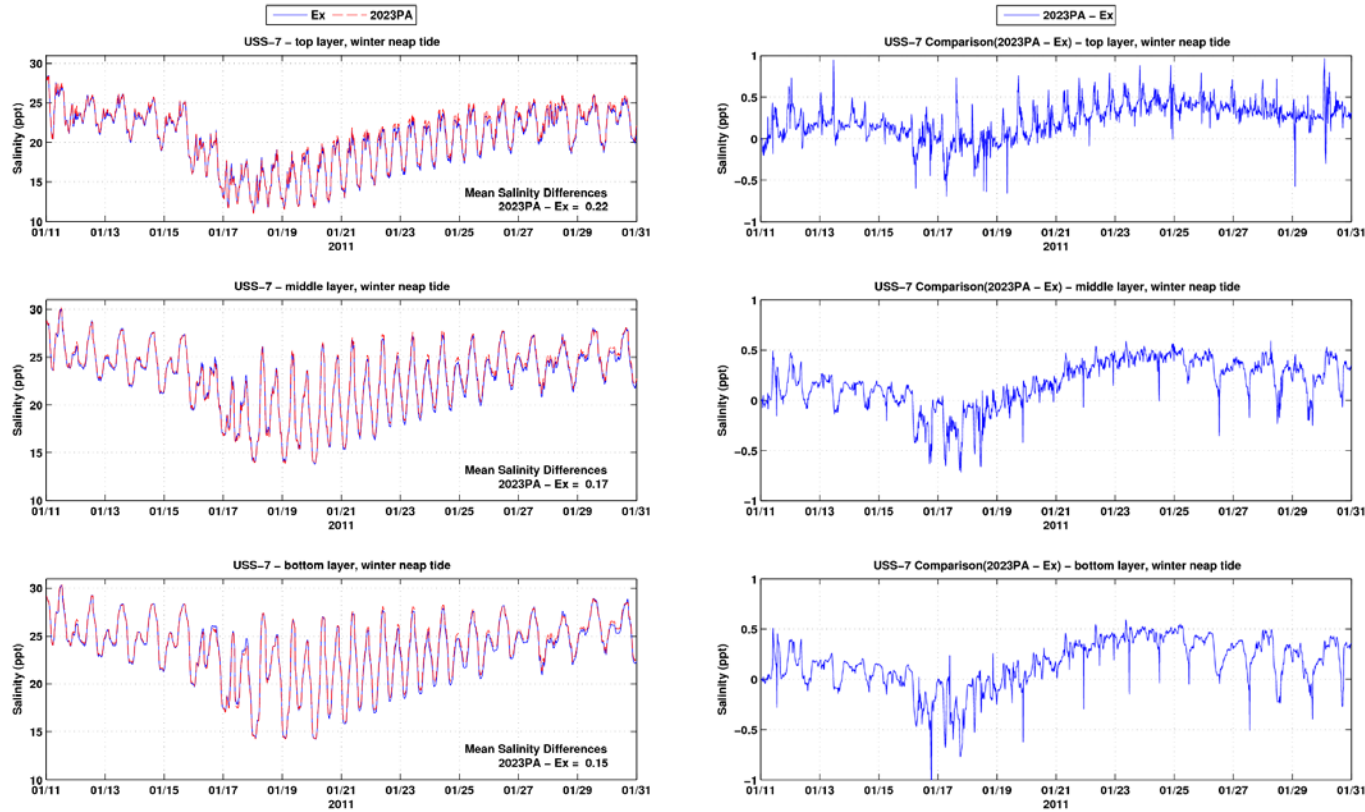 Ex 2023PA
2023PA − Ex
USS−7 − top layer, winter neap tide
Salinity (ppt)
30
25
20
15
10
Mean Salinity Differences
2023PA − Ex = 0.22
01/11 01/13 01/15 01/17 01/19 01/21 01/23 01/25 01/27 01/29 01/31
2011
USS−7 Comparison(2023PA − Ex) − top layer, winter neap tide
Salinity (ppt)
1
0.5
0
−0.5
−1
01/11 01/13 01/15 01/17 01/19 01/21 01/23 01/25 01/27 01/29 01/31
2011
USS−7 − middle layer, winter neap tide
Salinity (ppt)
30
25
20
15
10
Mean Salinity Differences
2023PA − Ex = 0.17
01/11 01/13 01/15 01/17 01/19 01/21 01/23 01/25 01/27 01/29 01/31
2011
USS−7 Comparison(2023PA − Ex) − middle layer, winter neap tide
Salinity (ppt)
1
0.5
0
−0.5
−1
01/11 01/13 01/15 01/17 01/19 01/21 01/23 01/25 01/27 01/29 01/31
2011
USS−7 − bottom layer, winter neap tide
Salinity (ppt)
30
25
20
15
10
Mean Salinity Differences
2023PA − Ex = 0.15
01/11 01/13 01/15 01/17 01/19 01/21 01/23 01/25 01/27 01/29 01/31
2011
USS−7 Comparison(2023PA − Ex) − bottom layer, winter neap tide
Salinity (ppt)
1
0.5
0
−0.5
−1
01/11 01/13 01/15 01/17 01/19 01/21 01/23 01/25 01/27 01/29 01/31
2011